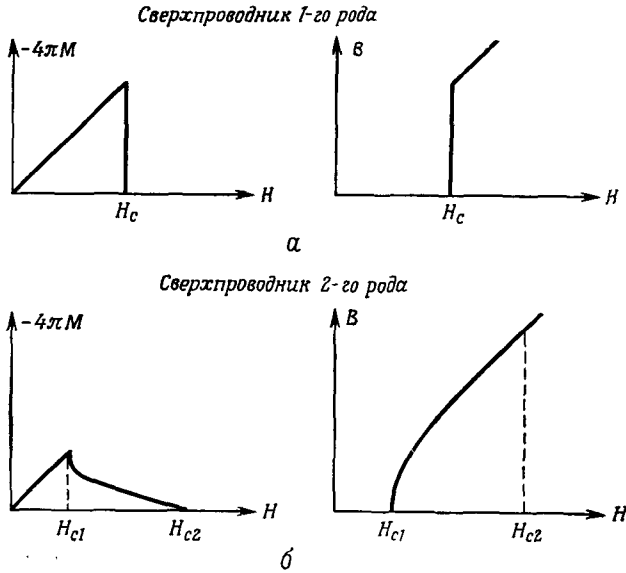 Сверхпроводник 1-го рода
-4πM
B
H
H
Hc
Hc
а
Сверхпроводник 2-го рода
-4πM
B
H
H
Hc1
Hc2
Hc1
Hc2
б